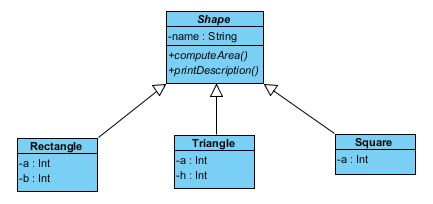 Shape
-name : String
+computeArea()
+printDescription()
Rectangle
-a : Int
-b : Int
Triangle
-a : Int
-h : Int
Square
-a : Int